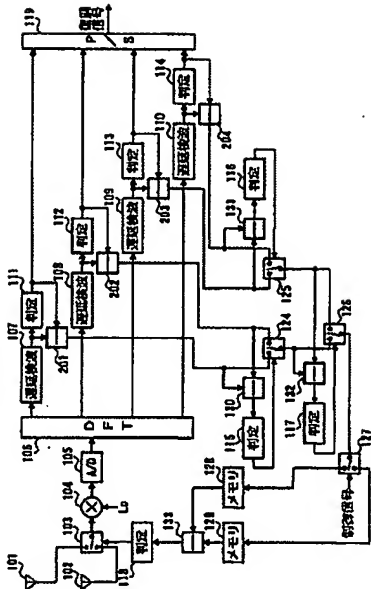 101
102
103
104
LO
105
A/D
106
DFT
107
遅延検波
111
判定
201
108
遅延検波
112
判定
202
109
遅延検波
113
判定
203
110
遅延検波
114
判定
204
119
P/S
復調信号
115
判定
124
116
判定
125
117
判定
132
126
127
制御信号
128
メモリ
129
メモリ
133
118
判定